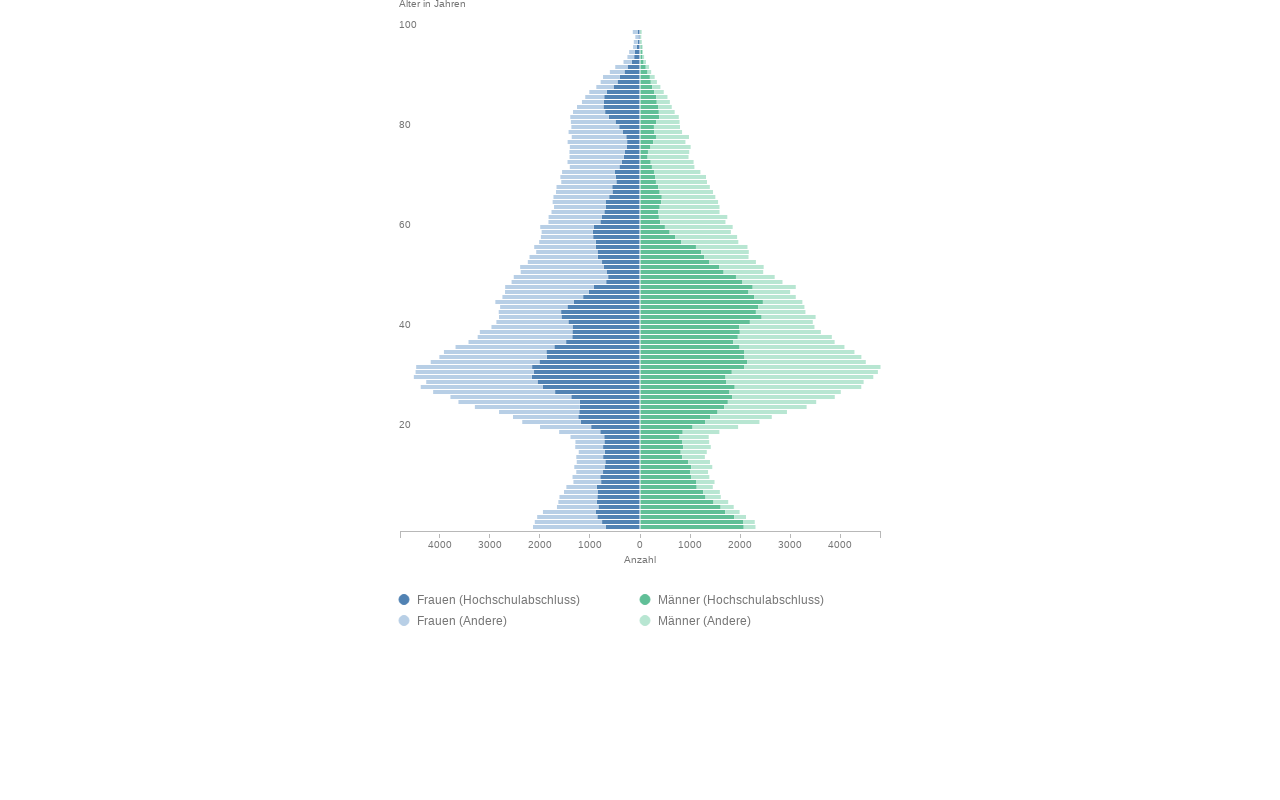 Alter in Jahren
100
80
60
40
20
4000 3000 2000 1000 0 1000 2000 3000 4000
Anzahl
Frauen (Hochschulabschluss) Männer (Hochschulabschluss)
Frauen (Andere) Männer (Andere)